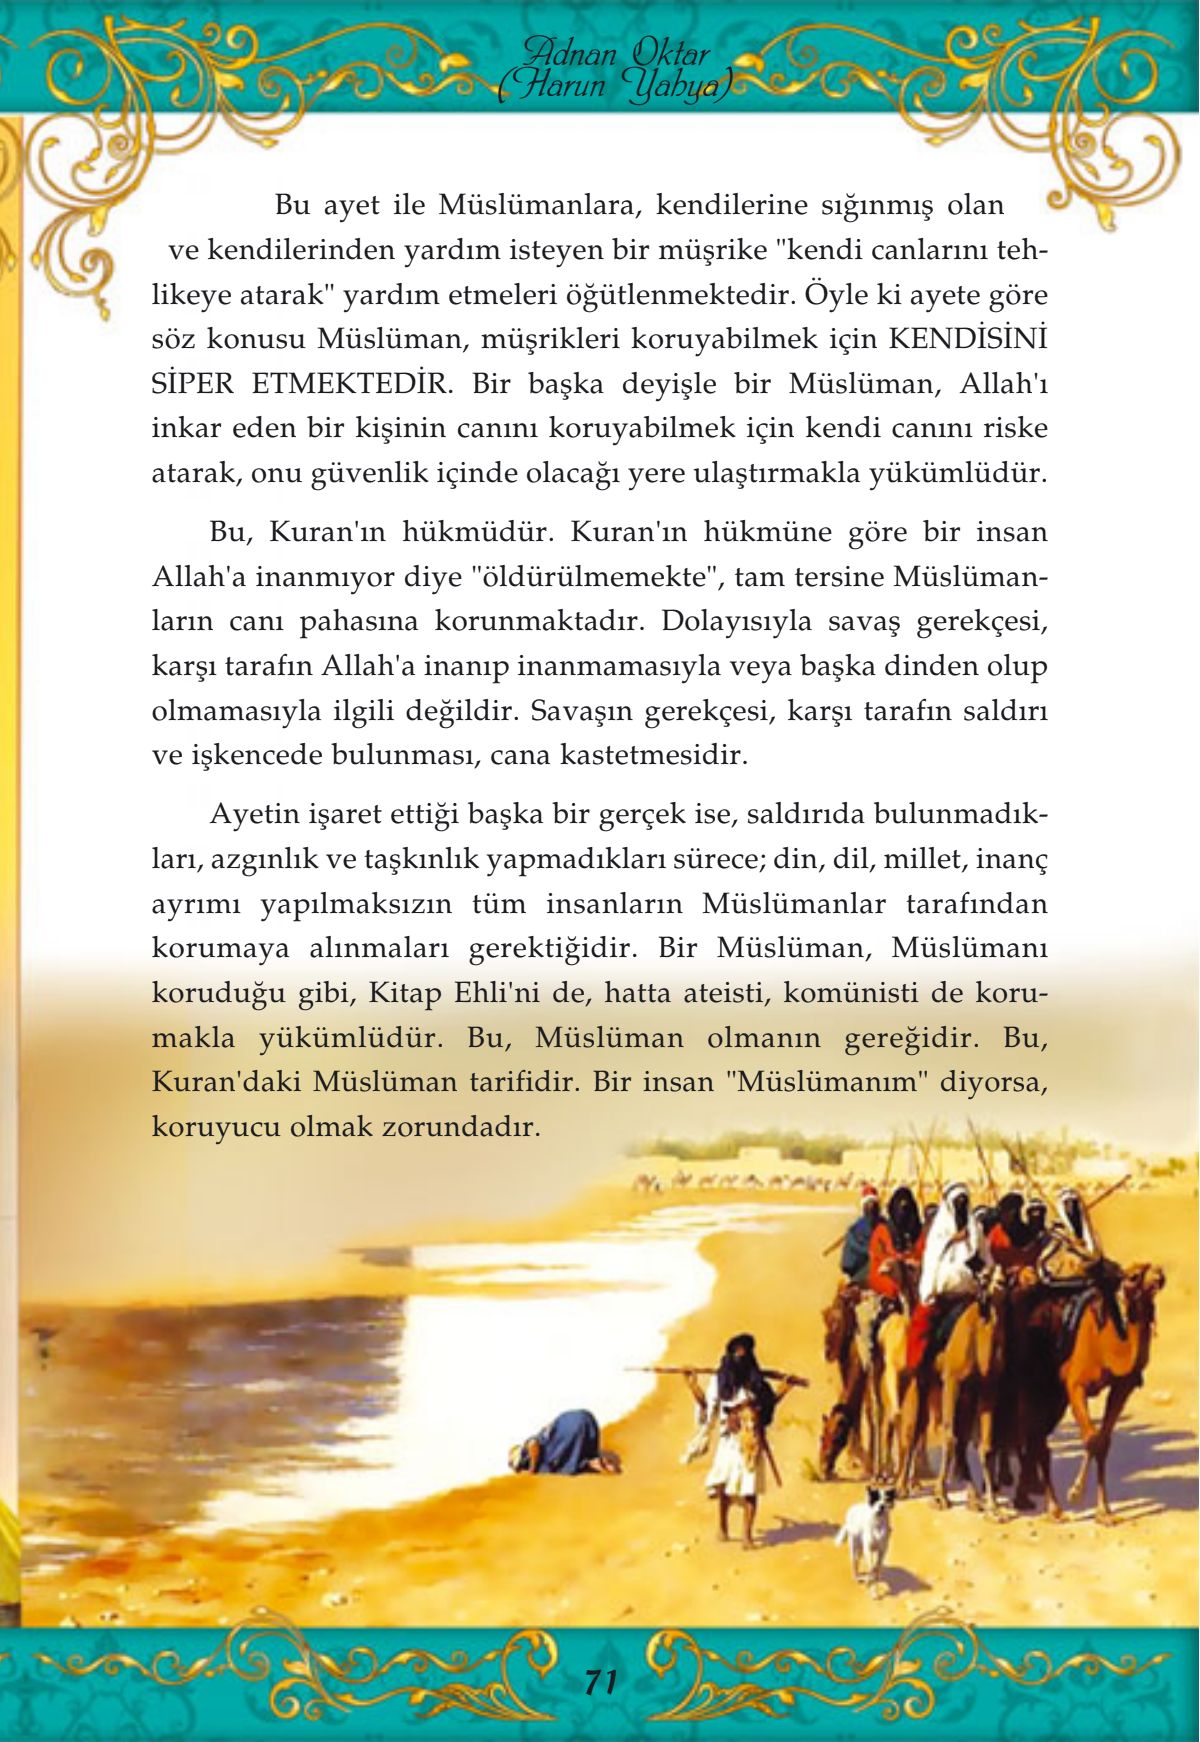 Adnan Oktar
(Harun Yahya)
Bu ayet ile Müslümanlara, kendilerine sığınmış olan
ve kendilerinden yardım isteyen bir müşrike "kendi canlarını teh-
likeye atarak" yardım etmeleri öğütlenmektedir. Öyle ki ayete göre
söz konusu Müslüman, müşrikleri koruyabilmek için KENDİSİNİ
SİPER ETMEKTEDİR. Bir başka deyişle bir Müslüman, Allah'ı
inkar eden bir kişinin canını koruyabilmek için kendi canını riske
atarak, onu güvenlik içinde olacağı yere ulaştırmakla yükümlüdür.
Bu, Kuran'ın hükmüdür. Kuran'ın hükmüne göre bir insan
Allah'a inanmıyor diye "öldürülmemekte", tam tersine Müslüman-
ların canı pahasına korunmaktadır. Dolayısıyla savaş gerekçesi,
karşı tarafın Allah'a inanıp inanmamasıyla veya başka dinden olup
olmamasıyla ilgili değildir. Savaşın gerekçesi, karşı tarafın saldırı
ve işkencede bulunması, cana kastetmesidir.
Ayetin işaret ettiği başka bir gerçek ise, saldırıda bulunmadık-
ları, azgınlık ve taşkınlık yapmadıkları sürece; din, dil, millet, inanç
ayrımı yapılmaksızın tüm insanların Müslümanlar tarafından
korumaya alınmaları gerektiğidir. Bir Müslüman, Müslümanı
koruduğu gibi, Kitap Ehli'ni de, hatta ateisti, komünisti de koru-
makla yükümlüdür. Bu, Müslüman olmanın gereğidir. Bu,
Kuran'daki Müslüman tarifidir. Bir insan "Müslümanım" diyorsa,
koruyucu olmak zorundadır.
71